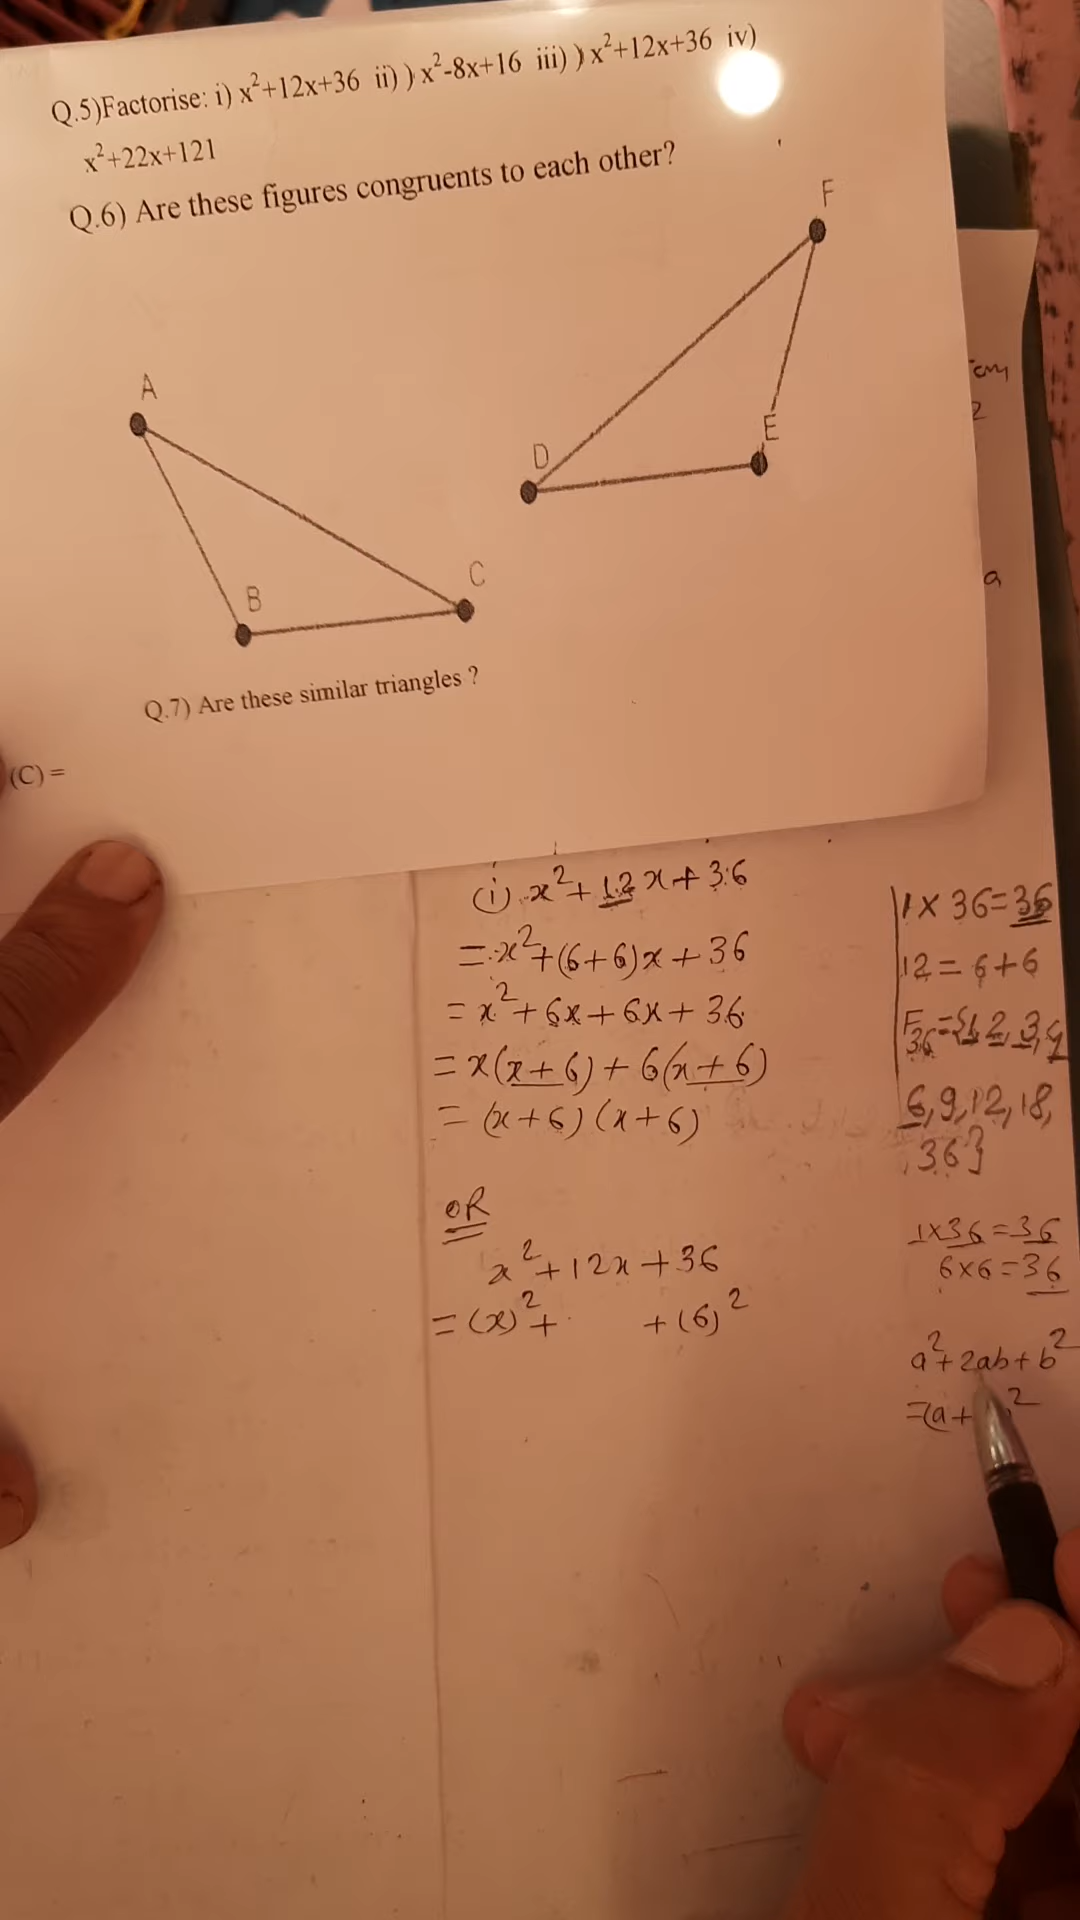 Q.5)Factorise: i) x²+12x+36 ii) ) x²-8x+16 iii) ) x²+12x+36 iv)
x²+22x+121
Q.6) Are these figures congruents to each other?
F
A
D
E
C
B
Q.7) Are these similar triangles ?
(C) =
cm
2
a
(i) x²+12x+36
=x²+(6+6)x+36
=x²+6x+6x+36
=x(x+6)+6(x+6)
=(x+6)(x+6)
OR
x²+12x+36
=(x)²+ +(6)²
1×36=36
12=6+6
F36={1,2,3,4
6,9,12,18,
,36}
1×36=36
6×6=36
a²+2ab+b²
=(a+ ²